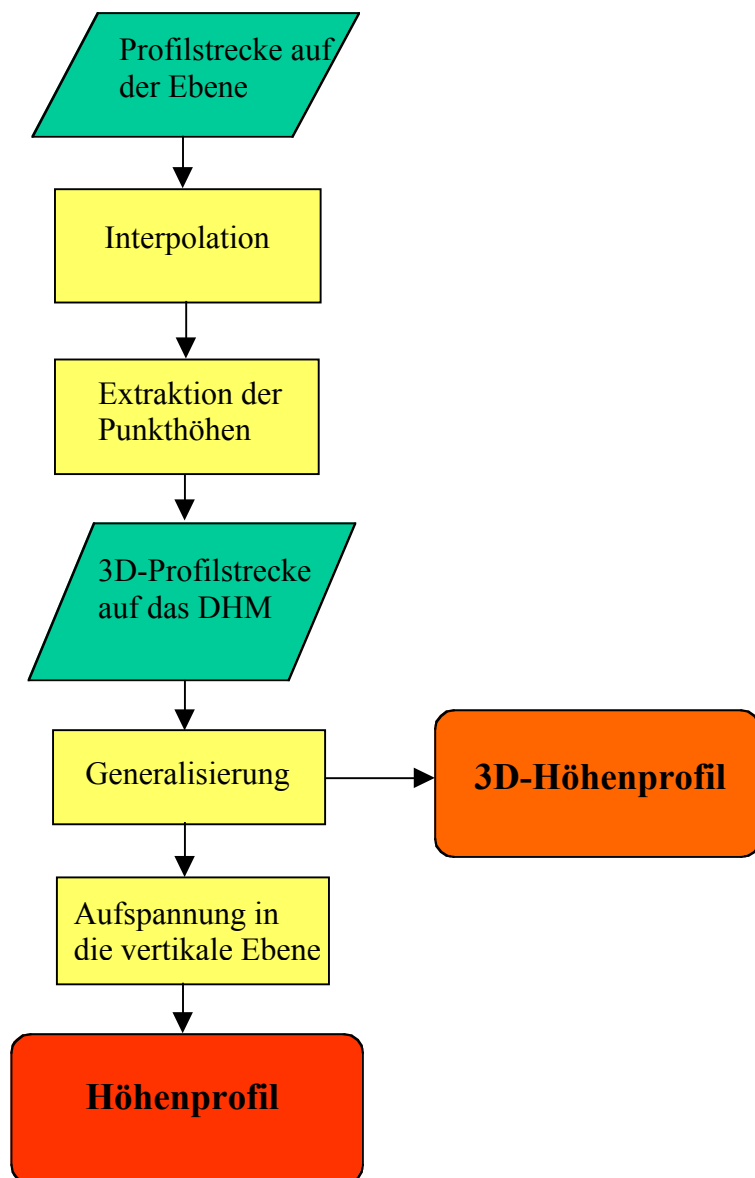 Profilstrecke auf
der Ebene
Interpolation
Extraktion der
Punkthöhen
3D-Profilstrecke
auf das DHM
Generalisierung
3D-Höhenprofil
Aufspannung in
die vertikale Ebene
Höhenprofil